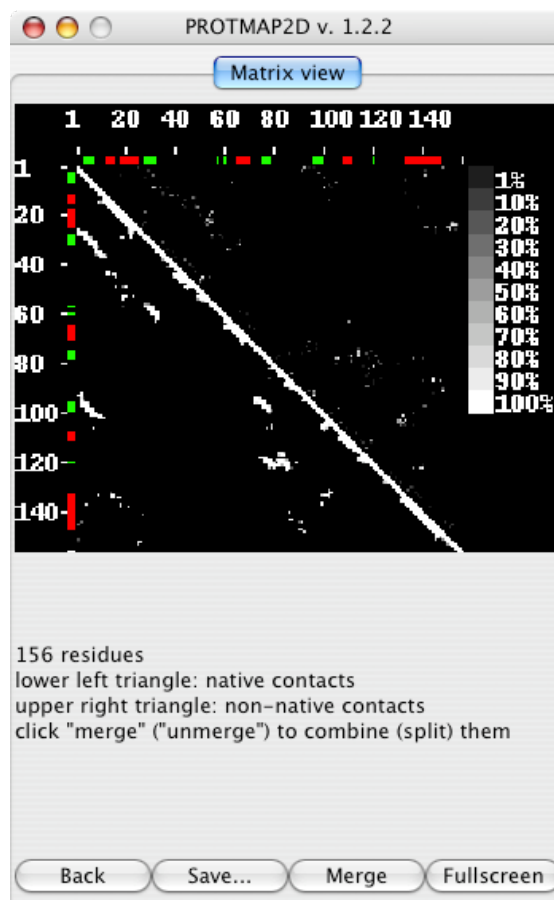 PROTMAP2D v. 1.2.2
Matrix view
1 20 40 60 80 100 120 140
1
20
40
60
80
100
120
140
1%
10%
20%
30%
40%
50%
60%
70%
80%
90%
100%
156 residues
lower left triangle: native contacts
upper right triangle: non-native contacts
click "merge" ("unmerge") to combine (split) them
Back Save... Merge Fullscreen